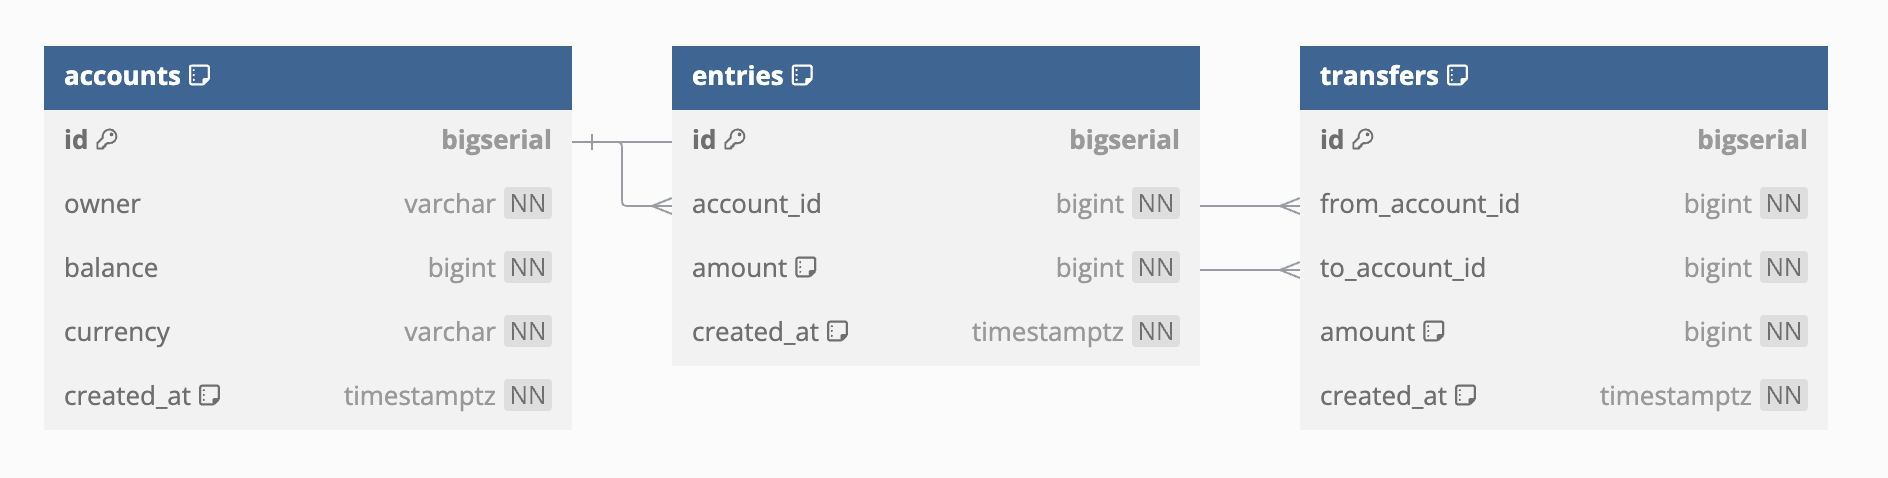 accounts
id bigserial
owner varchar NN
balance bigint NN
currency varchar NN
created_at timestamptz NN
entries
id bigserial
account_id bigint NN
amount bigint NN
created_at timestamptz NN
transfers
id bigserial
from_account_id bigint NN
to_account_id bigint NN
amount bigint NN
created_at timestamptz NN